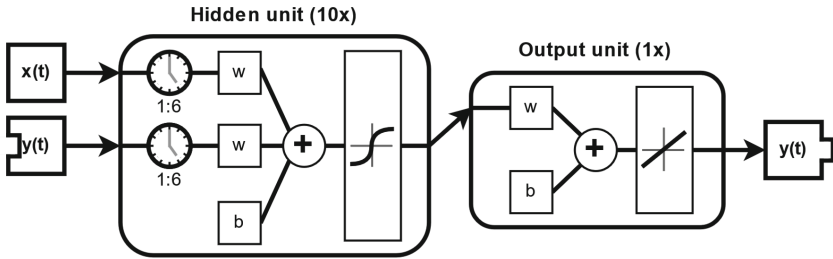 Hidden unit (10x)
Output unit (1x)
x(t)
w
1:6
y(t)
w
1:6
+
b
w
+
b
y(t)